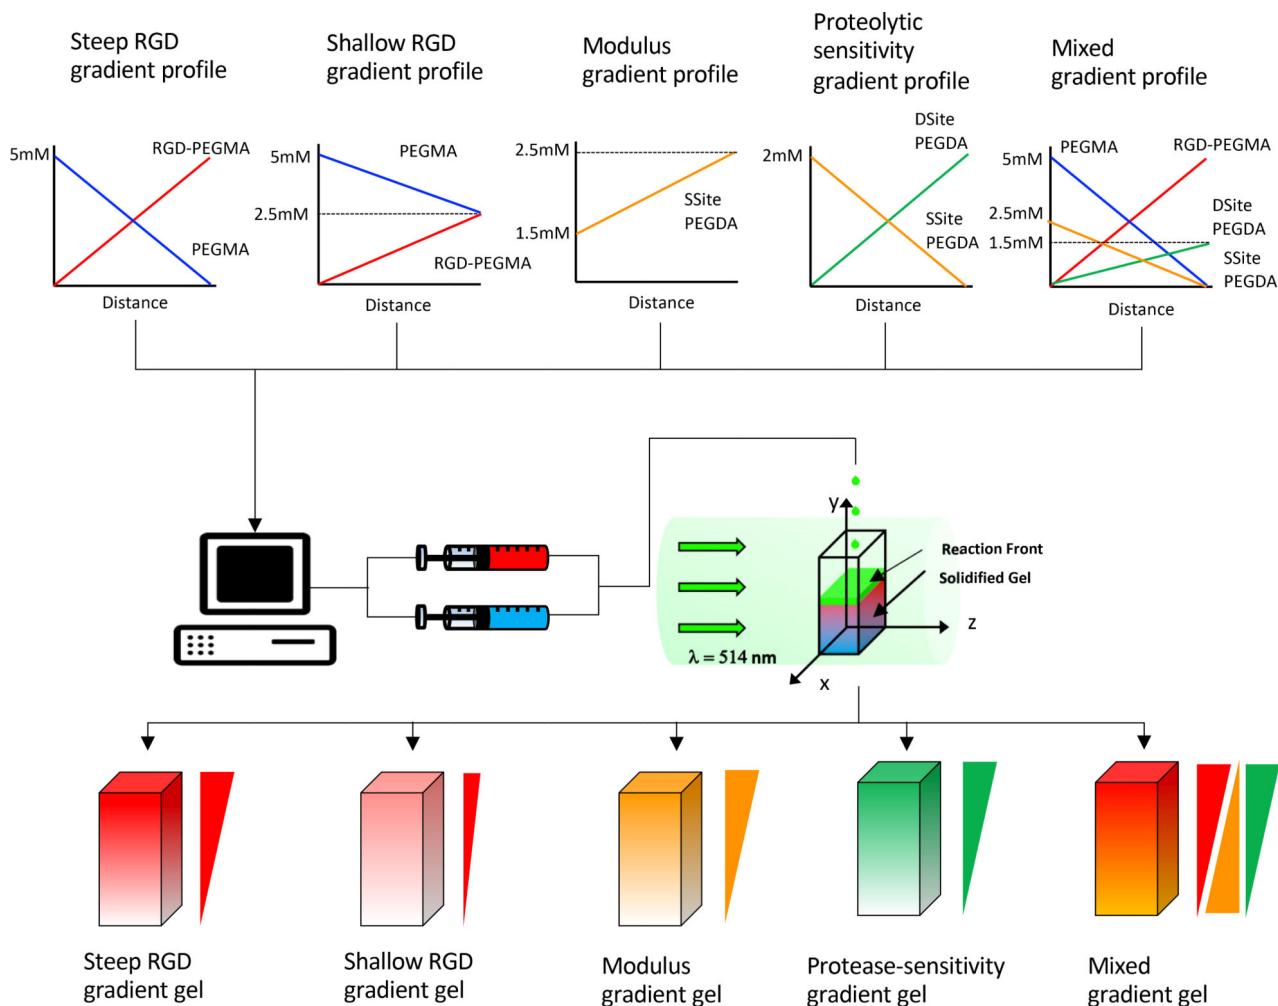 Steep RGD
gradient profile
Shallow RGD
gradient profile
Modulus
gradient profile
Proteolytic
sensitivity
gradient profile
Mixed
gradient profile
5mM
RGD-PEGMA
PEGMA
Distance
5mM
PEGMA
2.5mM
RGD-PEGMA
Distance
2.5mM
SSite
PEGDA
1.5mM
Distance
DSite
PEGDA
2mM
SSite
PEGDA
Distance
PEGMA
RGD-PEGMA
5mM
2.5mM
DSite
PEGDA
1.5mM
SSite
PEGDA
Distance
y
Reaction Front
Solidified Gel
z
λ = 514 nm
x
Steep RGD
gradient gel
Shallow RGD
gradient gel
Modulus
gradient gel
Protease-sensitivity
gradient gel
Mixed
gradient gel